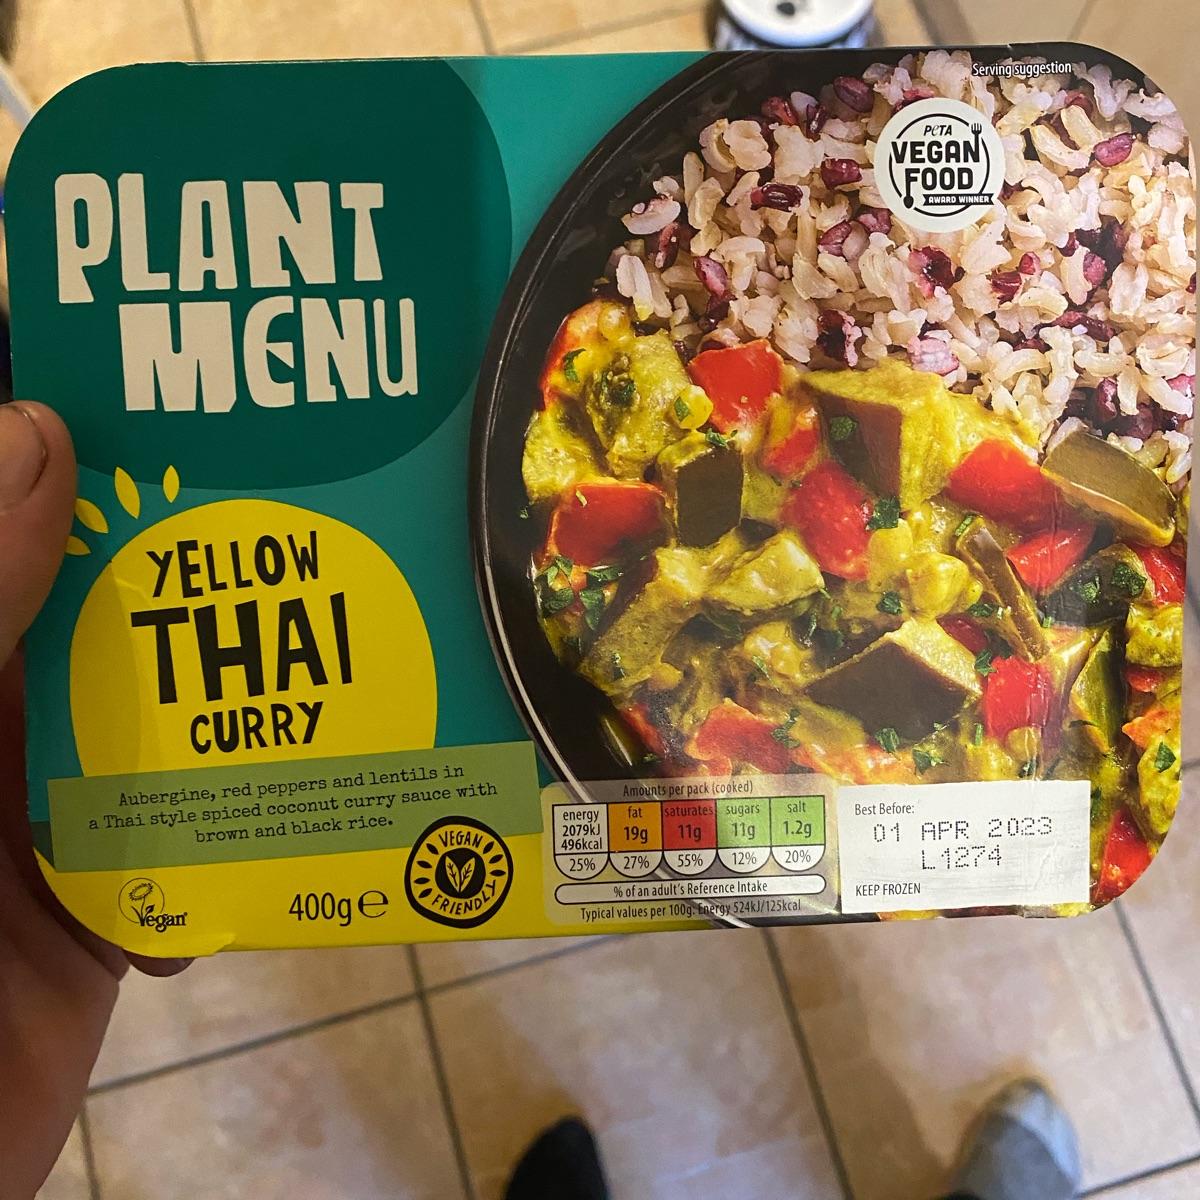 Serving suggestion
PeTA
VEGAN
FOOD
AWARD WINNER
PLANT
MENU
YELLOW
THAI
CURRY
Aubergine, red peppers and lentils in
a Thai style spiced coconut curry sauce with
brown and black rice.
Vegan
400g e
VEGAN
FRIENDLY
Amounts per pack (cooked)
energy 2079kJ 496kcal 25%
fat 19g 27%
saturates 11g 55%
sugars 11g 12%
salt 1.2g 20%
% of an adult's Reference Intake
Typical values per 100g: Energy 524kJ/125kcal
Best Before:
01 APR 2023
L1274
KEEP FROZEN